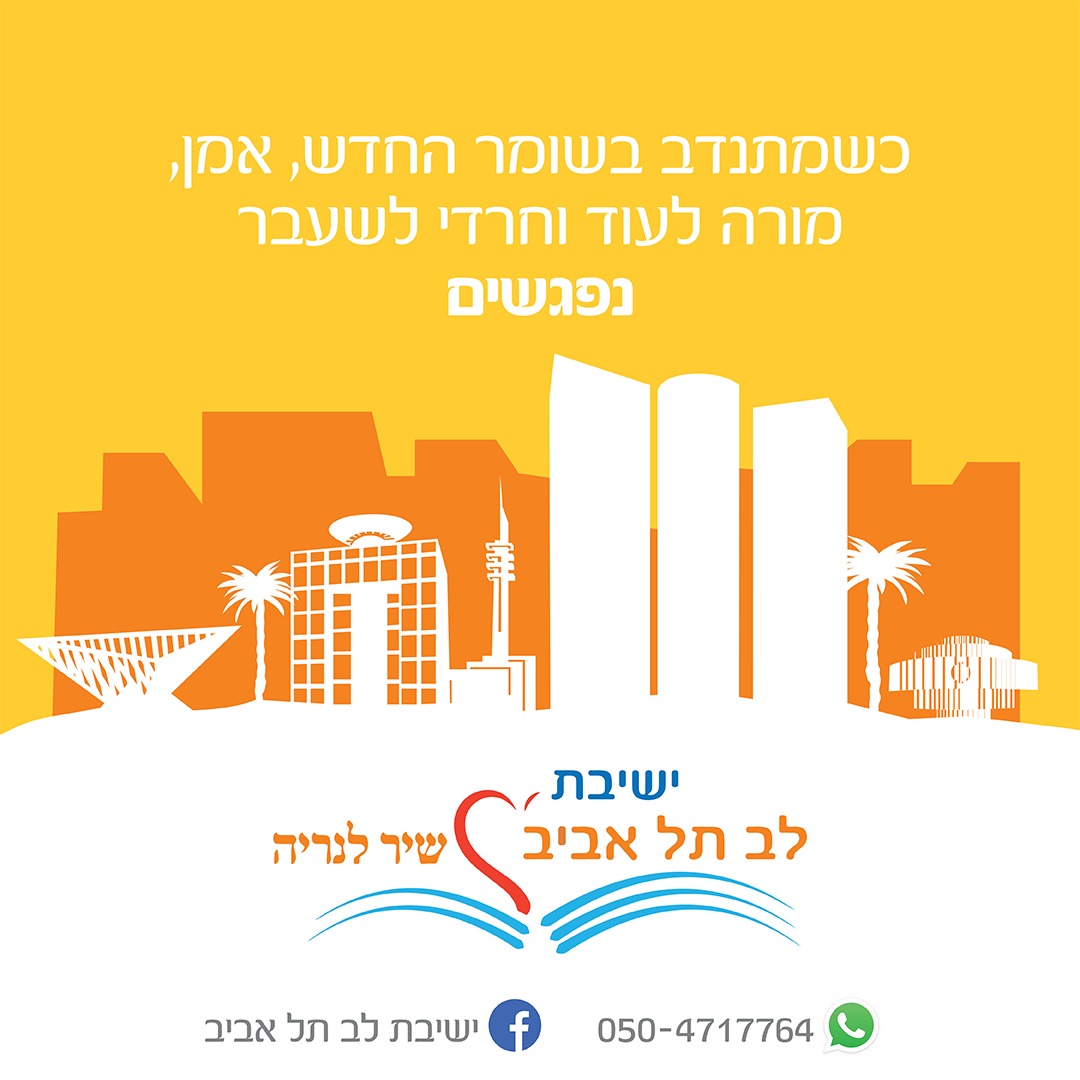 כשמתנדב בשומר החדש, אמן,
מורה לעוד וחרדי לשעבר
נפגשים
ישיבת
לב תל אביב
שיר לנריה
050-4717764
ישיבת לב תל אביב